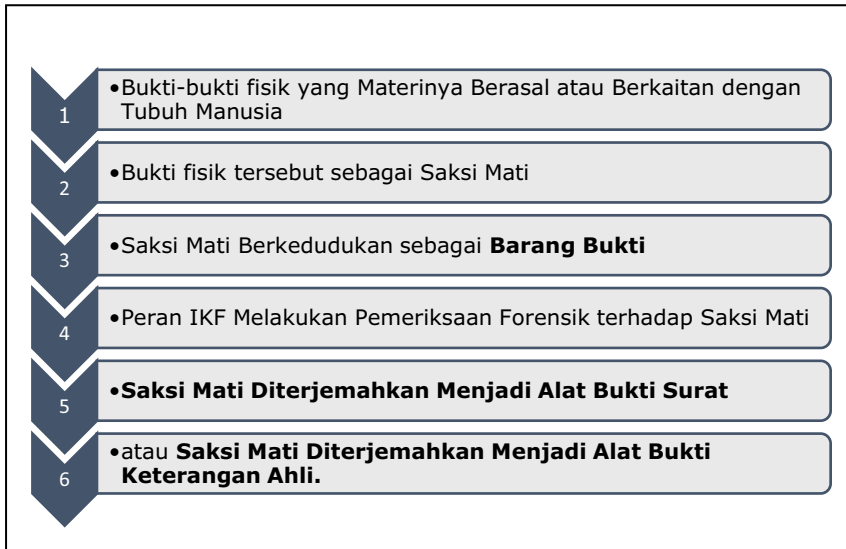 1
•Bukti-bukti fisik yang Materinya Berasal atau Berkaitan dengan
Tubuh Manusia
2
•Bukti fisik tersebut sebagai Saksi Mati
3
•Saksi Mati Berkedudukan sebagai Barang Bukti
4
•Peran IKF Melakukan Pemeriksaan Forensik terhadap Saksi Mati
5
•Saksi Mati Diterjemahkan Menjadi Alat Bukti Surat
6
•atau Saksi Mati Diterjemahkan Menjadi Alat Bukti
Keterangan Ahli.